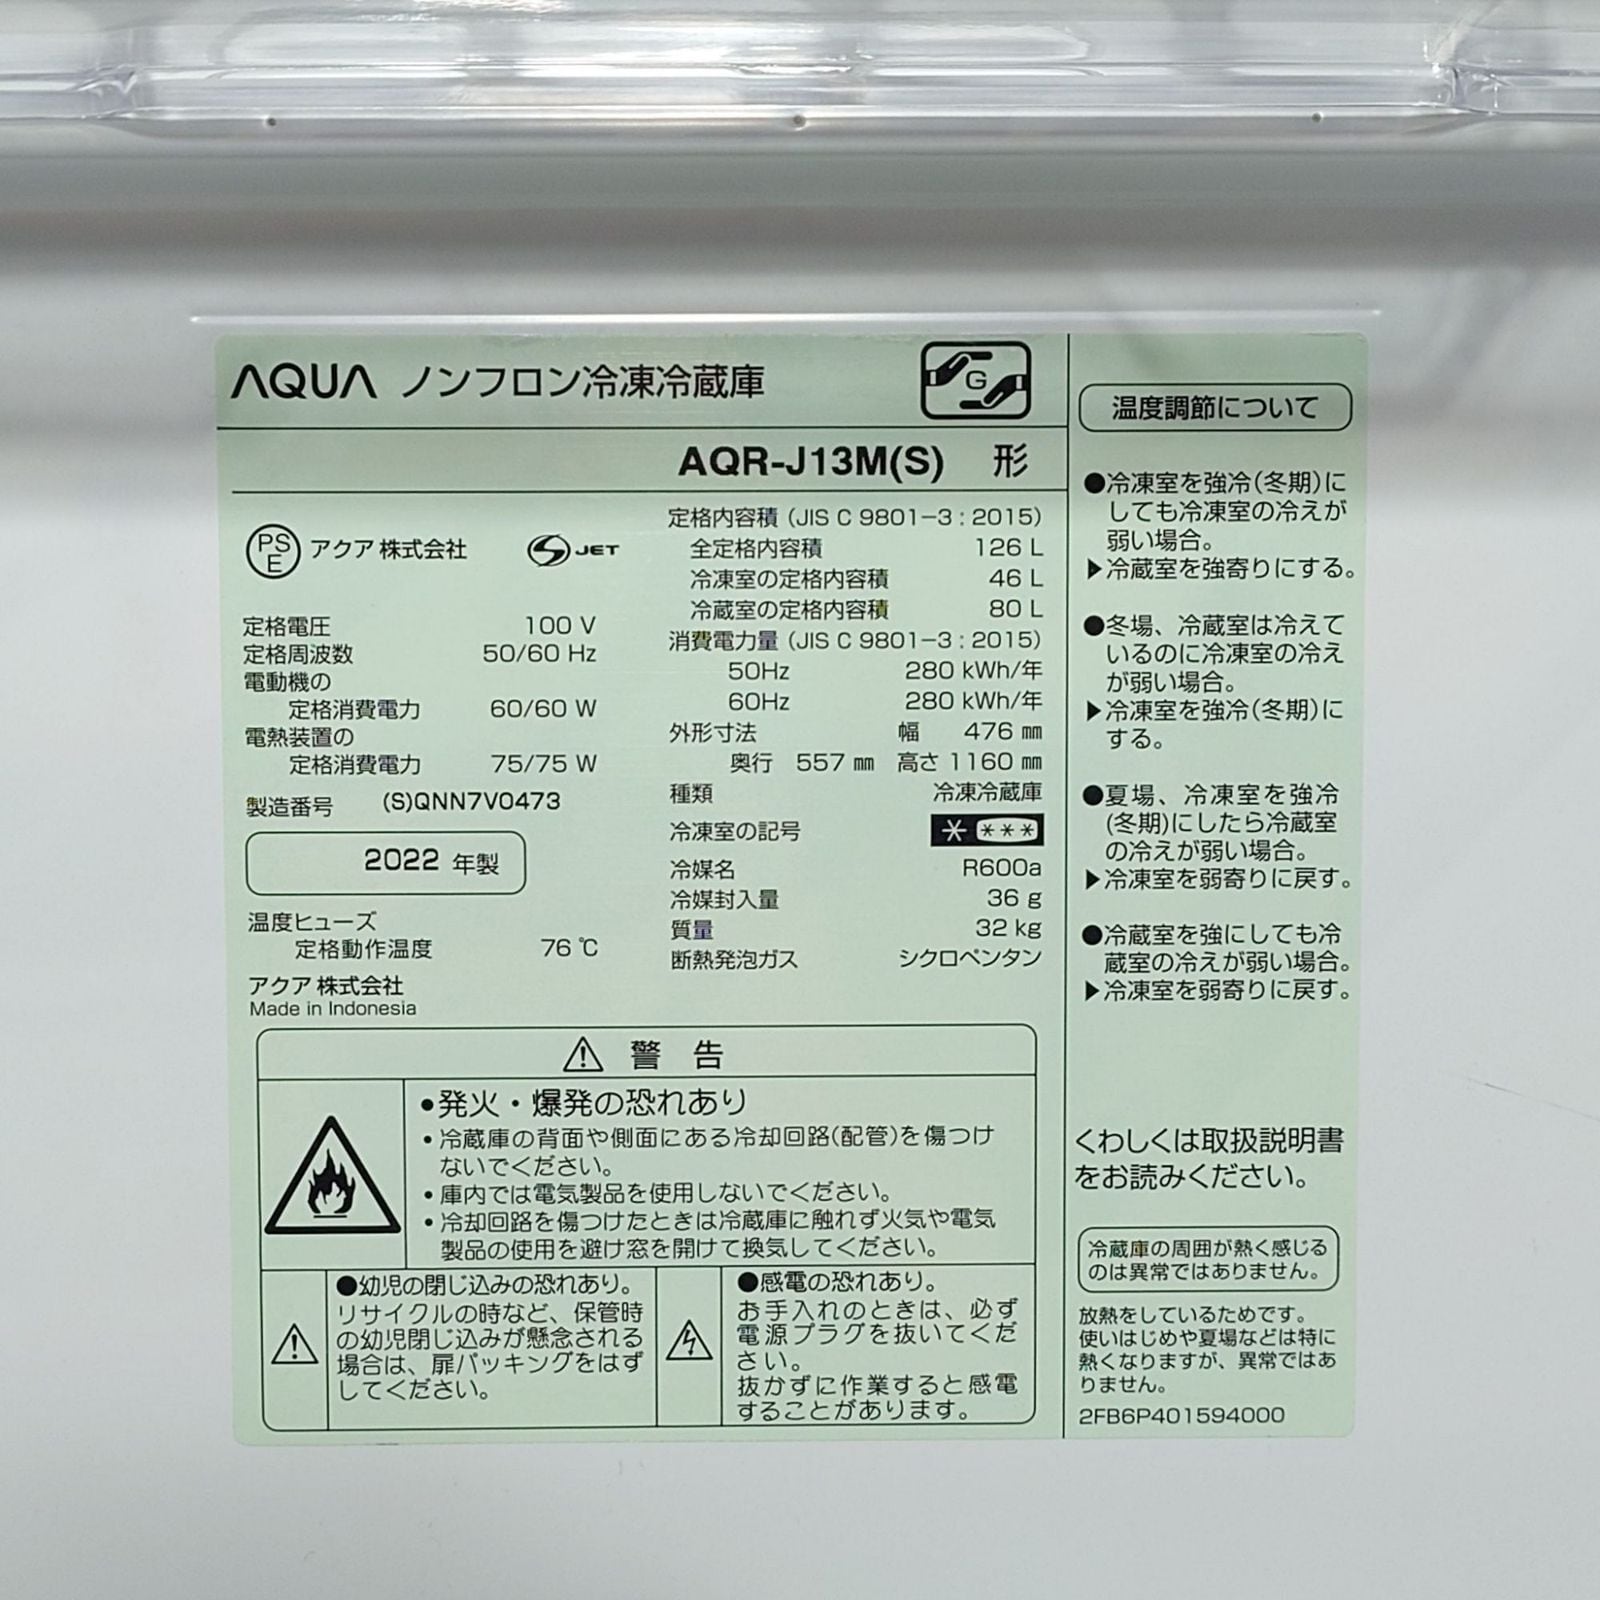 AQUA ノンフロン冷凍冷蔵庫
G
AQR-J13M(S) 形
PS
E
アクア株式会社
S JET
定格電圧 100 V
定格周波数 50/60 Hz
電動機の
定格消費電力 60/60 W
電熱装置の
定格消費電力 75/75 W
製造番号 (S)QNN7V0473
2022 年製
温度ヒューズ
定格動作温度 76 ℃
アクア株式会社
Made in Indonesia
定格内容積 (JIS C 9801-3 : 2015)
全定格内容積 126 L
冷凍室の定格内容積 46 L
冷蔵室の定格内容積 80 L
消費電力量 (JIS C 9801-3 : 2015)
50Hz 280 kWh/年
60Hz 280 kWh/年
外形寸法 幅 476 ㎜
奥行 557 ㎜ 高さ 1160 ㎜
種類 冷凍冷蔵庫
冷凍室の記号 * ***
冷媒名 R600a
冷媒封入量 36 g
質量 32 kg
断熱発泡ガス シクロペンタン
⚠ 警告
●発火・爆発の恐れあり
・冷蔵庫の背面や側面にある冷却回路(配管)を傷つけ
ないでください。
・庫内では電気製品を使用しないでください。
・冷却回路を傷つけたときは冷蔵庫に触れず火気や電気
製品の使用を避け窓を開けて換気してください。
●幼児の閉じ込みの恐れあり。
リサイクルの時など、保管時
の幼児閉じ込みが懸念される
場合は、扉パッキングをはず
してください。
●感電の恐れあり。
お手入れのときは、必ず
電源プラグを抜いてくだ
さい。
抜かずに作業すると感電
することがあります。
温度調節について
●冷凍室を強冷(冬期)に
しても冷凍室の冷えが
弱い場合。
▶冷蔵室を強寄りにする。
●冬場、冷蔵室は冷えて
いるのに冷凍室の冷え
が弱い場合。
▶冷凍室を強冷(冬期)に
する。
●夏場、冷凍室を強冷
(冬期)にしたら冷蔵室
の冷えが弱い場合。
▶冷凍室を弱寄りに戻す。
●冷蔵室を強にしても冷
蔵室の冷えが弱い場合。
▶冷凍室を弱寄りに戻す。
くわしくは取扱説明書
をお読みください。
冷蔵庫の周囲が熱く感じる
のは異常ではありません。
放熱をしているためです。
使いはじめや夏場などは特に
熱くなりますが、異常ではあ
りません。
2FB6P401594000